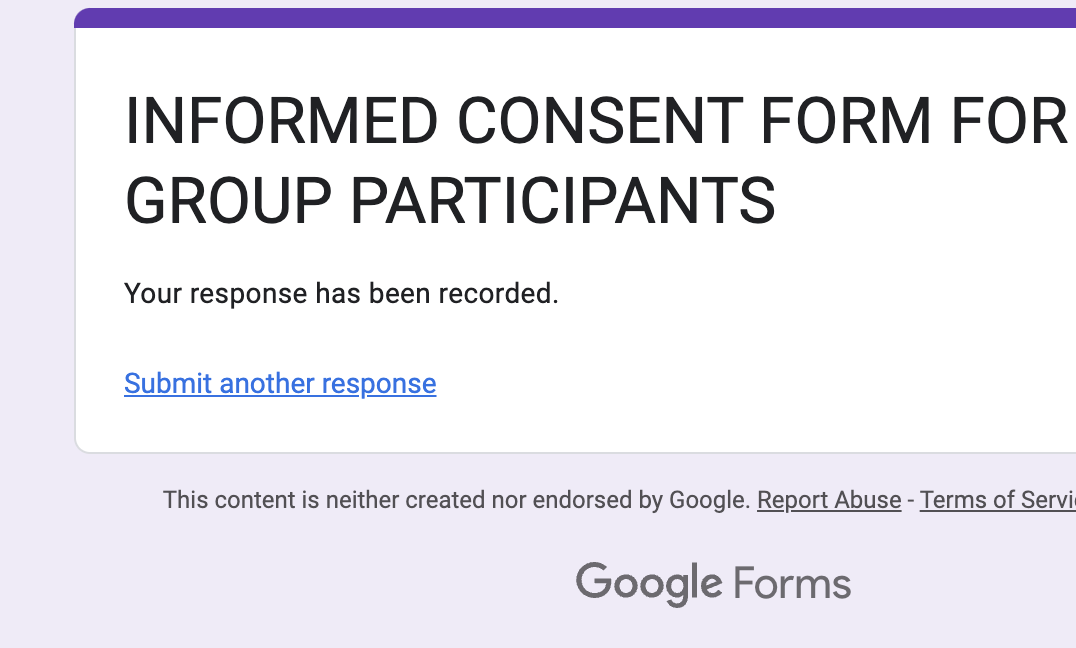 INFORMED CONSENT FORM FOR
GROUP PARTICIPANTS
Your response has been recorded.
Submit another response
This content is neither created nor endorsed by Google. Report Abuse - Terms of Servi
Google Forms